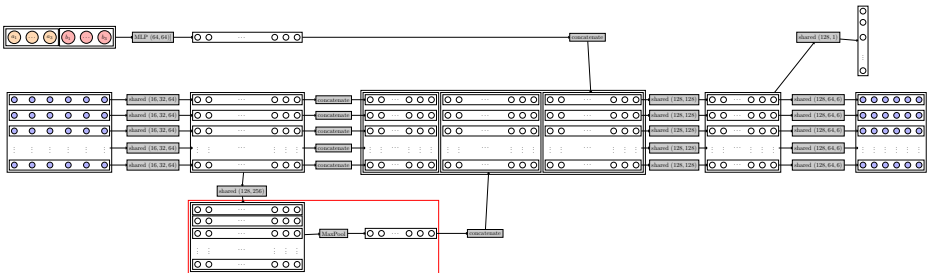 MLP (64, 64)]
concatenate
shared (128, 1)
shared (16, 32, 64)
concatenate
shared (128, 128)
shared (128, 64, 6)
shared (16, 32, 64)
concatenate
shared (128, 128)
shared (128, 64, 6)
shared (16, 32, 64)
concatenate
shared (128, 128)
shared (128, 64, 6)
shared (16, 32, 64)
concatenate
shared (128, 128)
shared (128, 64, 6)
shared (16, 32, 64)
concatenate
shared (128, 128)
shared (128, 64, 6)
shared (128, 256)
MaxPool
concatenate